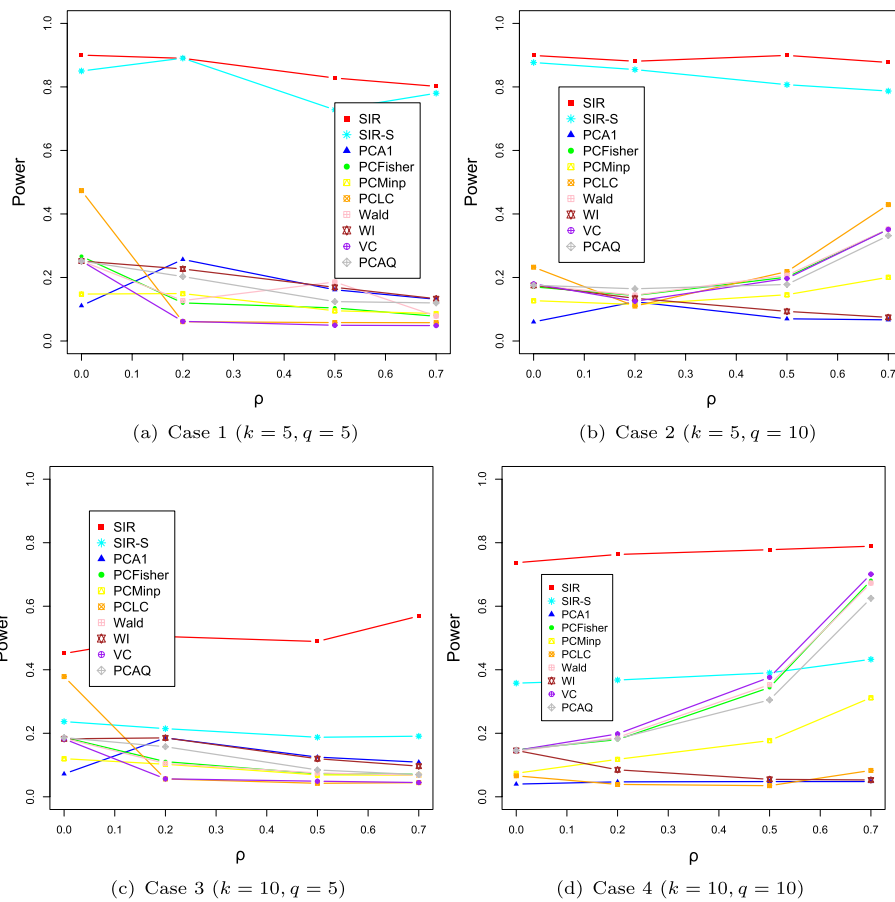 1.0
0.8
0.6
0.4
0.2
0.0
Power
SIR
SIR-S
PCA1
PCFisher
PCMinp
PCLC
Wald
WI
VC
PCAQ
0.0 0.1 0.2 0.3 0.4 0.5 0.6 0.7
ρ
(a) Case 1 (k = 5, q = 5)
1.0
0.8
0.6
0.4
0.2
0.0
Power
SIR
SIR-S
PCA1
PCFisher
PCMinp
PCLC
Wald
WI
VC
PCAQ
0.0 0.1 0.2 0.3 0.4 0.5 0.6 0.7
ρ
(b) Case 2 (k = 5, q = 10)
1.0
0.8
0.6
0.4
0.2
0.0
Power
SIR
SIR-S
PCA1
PCFisher
PCMinp
PCLC
Wald
WI
VC
PCAQ
0.0 0.1 0.2 0.3 0.4 0.5 0.6 0.7
ρ
(c) Case 3 (k = 10, q = 5)
1.0
0.8
0.6
0.4
0.2
0.0
Power
SIR
SIR-S
PCA1
PCFisher
PCMinp
PCLC
Wald
WI
VC
PCAQ
0.0 0.1 0.2 0.3 0.4 0.5 0.6 0.7
ρ
(d) Case 4 (k = 10, q = 10)